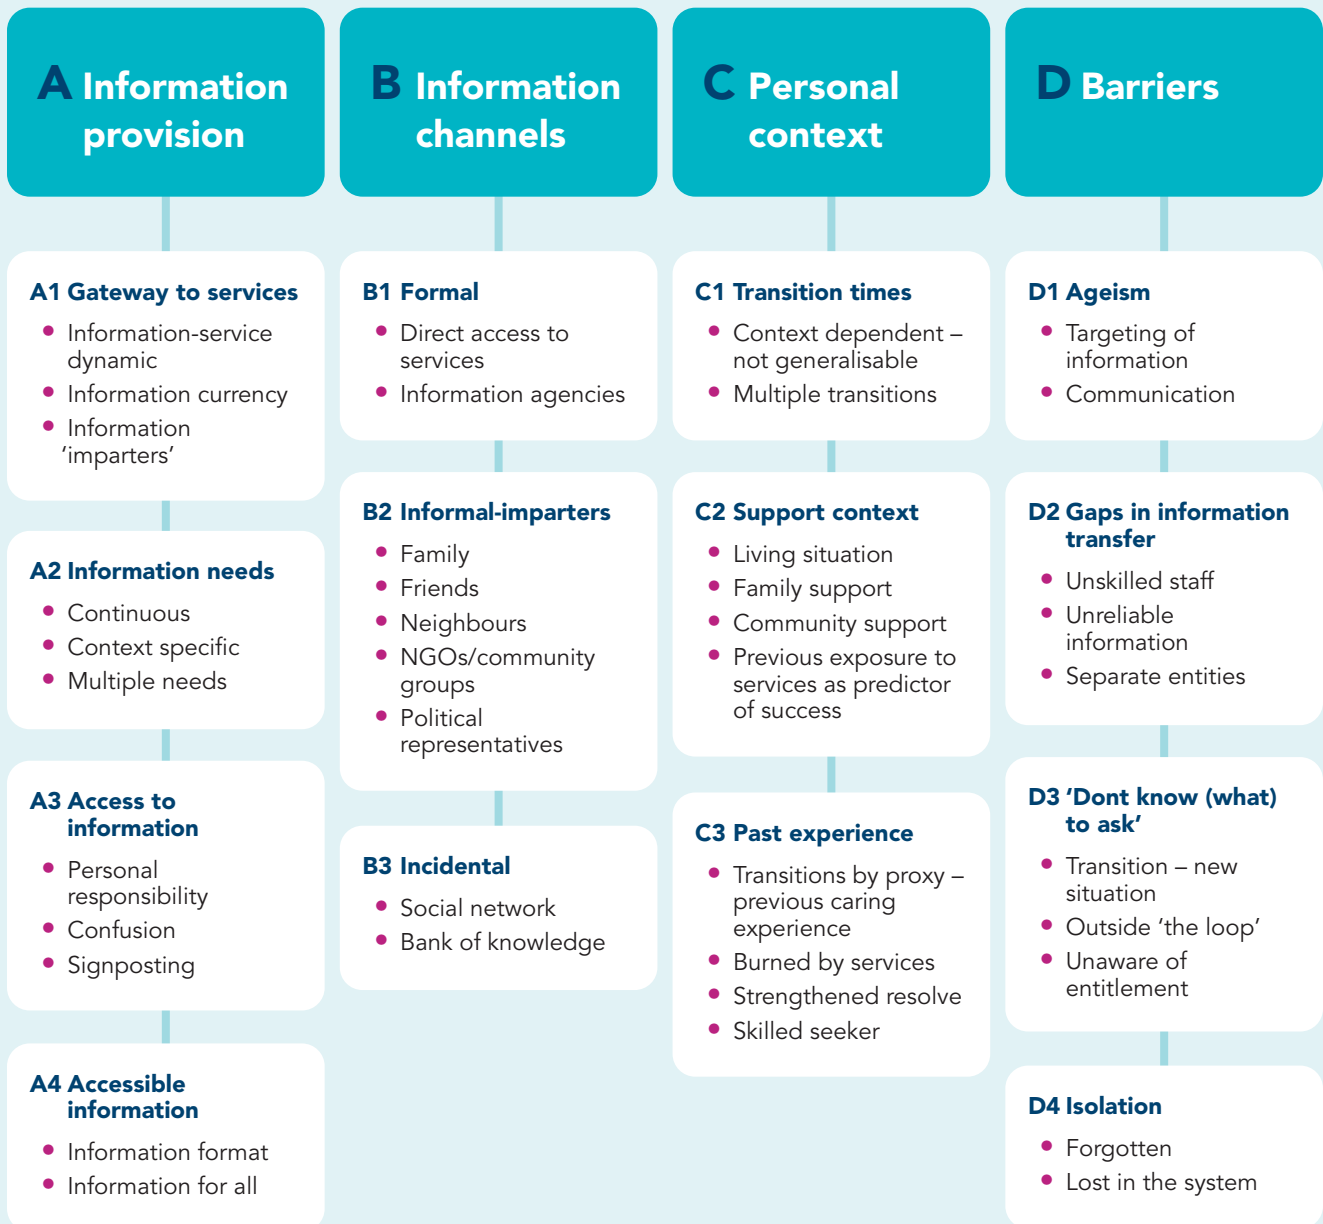 A Information
provision
A1 Gateway to services
• Information-service
dynamic
• Information currency
• Information
'imparters'
A2 Information needs
• Continuous
• Context specific
• Multiple needs
A3 Access to
information
• Personal
responsibility
• Confusion
• Signposting
A4 Accessible
information
• Information format
• Information for all
B Information
channels
B1 Formal
• Direct access to
services
• Information agencies
B2 Informal-imparters
• Family
• Friends
• Neighbours
• NGOs/community
groups
• Political
representatives
B3 Incidental
• Social network
• Bank of knowledge
C Personal
context
C1 Transition times
• Context dependent –
not generalisable
• Multiple transitions
C2 Support context
• Living situation
• Family support
• Community support
• Previous exposure to
services as predictor
of success
C3 Past experience
• Transitions by proxy –
previous caring
experience
• Burned by services
• Strengthened resolve
• Skilled seeker
D Barriers
D1 Ageism
• Targeting of
information
• Communication
D2 Gaps in information
transfer
• Unskilled staff
• Unreliable
information
• Separate entities
D3 ‘Dont know (what)
to ask’
• Transition – new
situation
• Outside ‘the loop’
• Unaware of
entitlement
D4 Isolation
• Forgotten
• Lost in the system